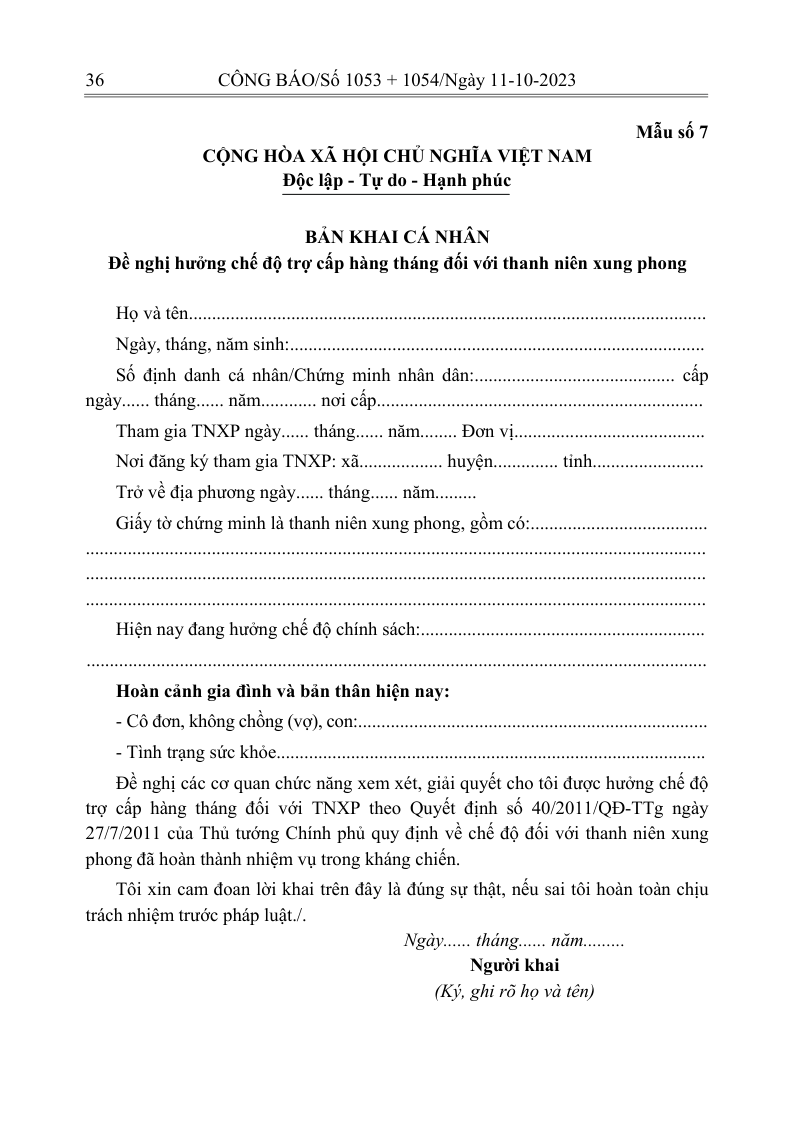 36
CÔNG BÁO/Số 1053 + 1054/Ngày 11-10-2023
Mẫu số 7
CỘNG HÒA XÃ HỘI CHỦ NGHĨA VIỆT NAM
Độc lập - Tự do - Hạnh phúc
BẢN KHAI CÁ NHÂN
Đề nghị hưởng chế độ trợ cấp hàng tháng đối với thanh niên xung phong
Họ và tên................................................................................................................
Ngày, tháng, năm sinh:.........................................................................................
Số định danh cá nhân/Chứng minh nhân dân:........................................... cấp
ngày...... tháng...... năm............ nơi cấp......................................................................
Tham gia TNXP ngày...... tháng...... năm........ Đơn vị.........................................
Nơi đăng ký tham gia TNXP: xã.................. huyện.............. tỉnh........................
Trở về địa phương ngày...... tháng...... năm.........
Giấy tờ chứng minh là thanh niên xung phong, gồm có:......................................
......................................................................................................................................
......................................................................................................................................
......................................................................................................................................
Hiện nay đang hưởng chế độ chính sách:.............................................................
......................................................................................................................................
Hoàn cảnh gia đình và bản thân hiện nay:
- Cô đơn, không chồng (vợ), con:...........................................................................
- Tình trạng sức khỏe............................................................................................
Đề nghị các cơ quan chức năng xem xét, giải quyết cho tôi được hưởng chế độ
trợ cấp hàng tháng đối với TNXP theo Quyết định số 40/2011/QĐ-TTg ngày
27/7/2011 của Thủ tướng Chính phủ quy định về chế độ đối với thanh niên xung
phong đã hoàn thành nhiệm vụ trong kháng chiến.
Tôi xin cam đoan lời khai trên đây là đúng sự thật, nếu sai tôi hoàn toàn chịu
trách nhiệm trước pháp luật./.
Ngày...... tháng...... năm.........
Người khai
(Ký, ghi rõ họ và tên)